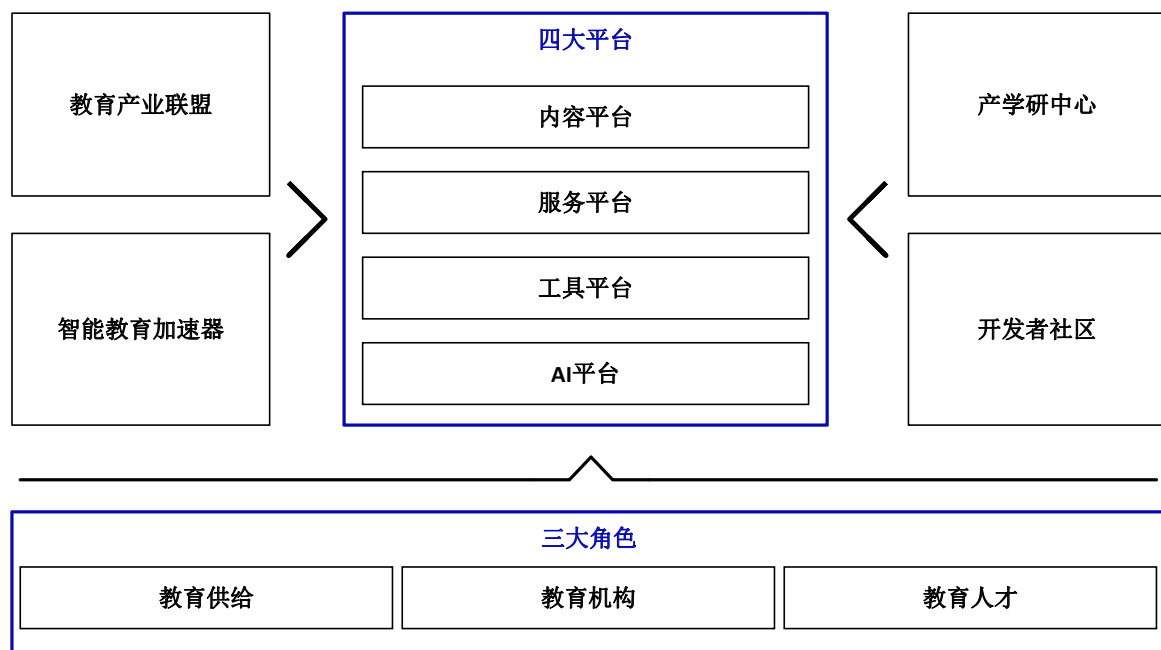 教育产业联盟
智能教育加速器
四大平台
内容平台
服务平台
工具平台
AI平台
产学研中心
开发者社区
三大角色
教育供给
教育机构
教育人才